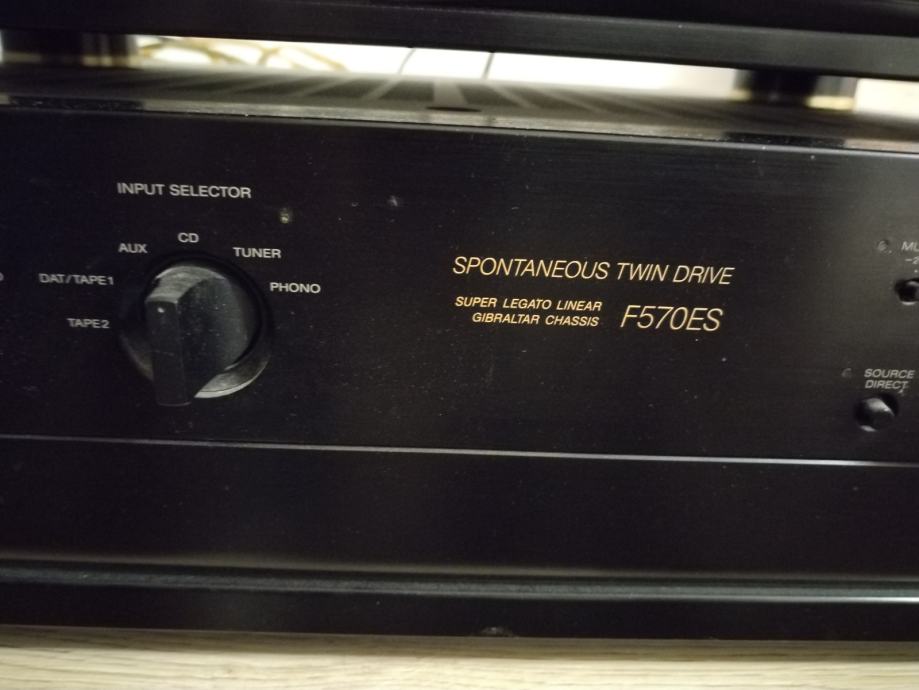 INPUT SELECTOR
AUX
CD
TUNER
DAT/TAPE1
PHONO
TAPE2
SPONTANEOUS TWIN DRIVE
SUPER LEGATO LINEAR
GIBRALTAR CHASSIS
F570ES
SOURCE
DIRECT